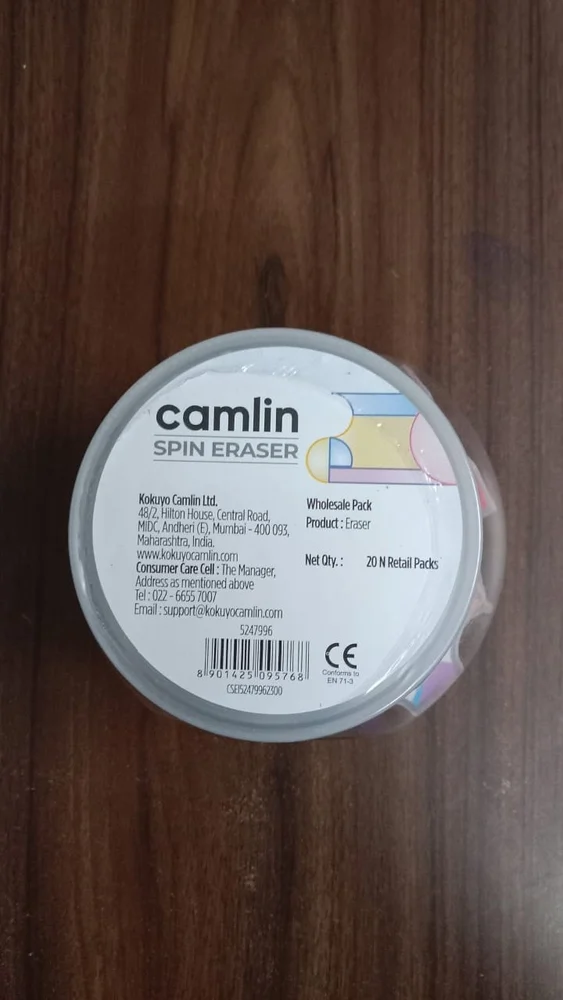 camlin
SPIN ERASER
Kokuyo Camlin Ltd.
48/2, Hilton House, Central Road,
MIDC, Andheri (E), Mumbai - 400 093,
Maharashtra, India.
www.kokuyocamlin.com
Consumer Care Cell : The Manager,
Address as mentioned above
Tel : 022 - 6655 7007
Email : support@kokuyocamlin.com
Wholesale Pack
Product : Eraser
Net Qty. : 20 N Retail Packs
5247996
8 901425 095768
CSE15247996Z300
CE
Conforms to
EN 71-3